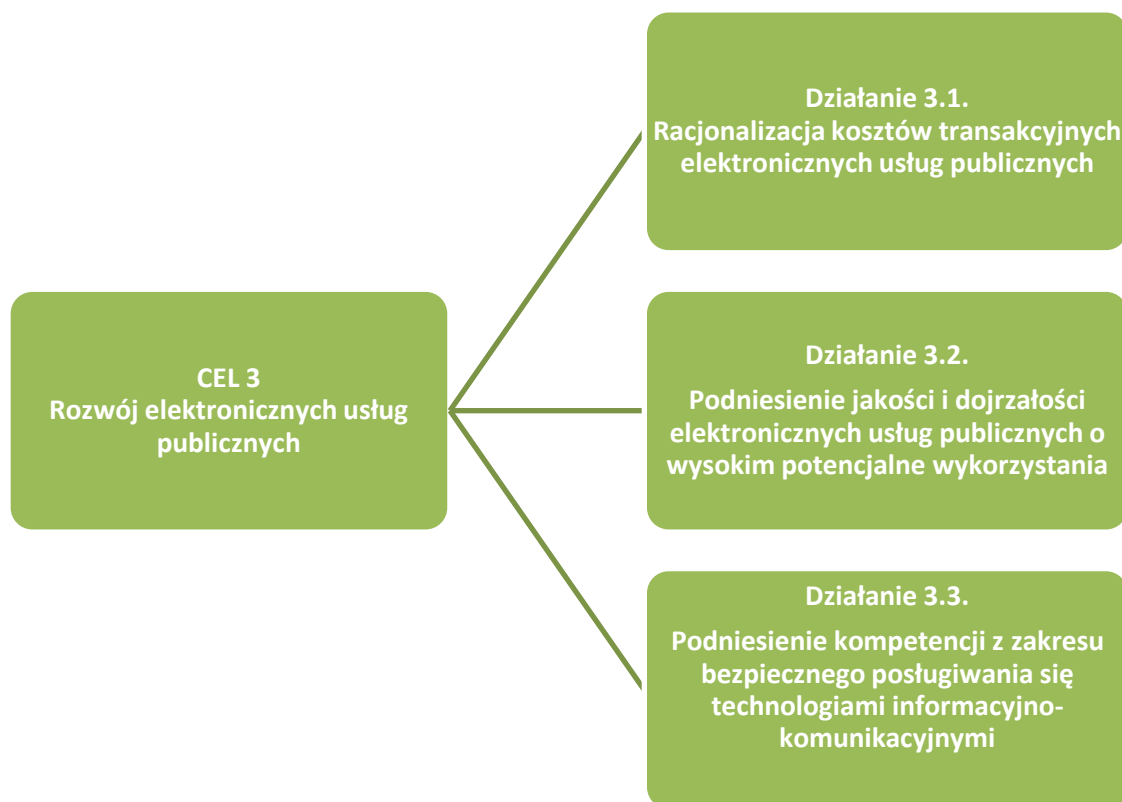 CEL 3
Rozwój elektronicznych usług
publicznych
Działanie 3.1.
Racjonalizacja kosztów transakcyjnych
elektronicznych usług publicznych
Działanie 3.2.
Podniesienie jakości i dojrzałości
elektronicznych usług publicznych o
wysokim potencjalne wykorzystania
Działanie 3.3.
Podniesienie kompetencji z zakresu
bezpiecznego posługiwania się
technologiami informacyjno-
komunikacyjnymi